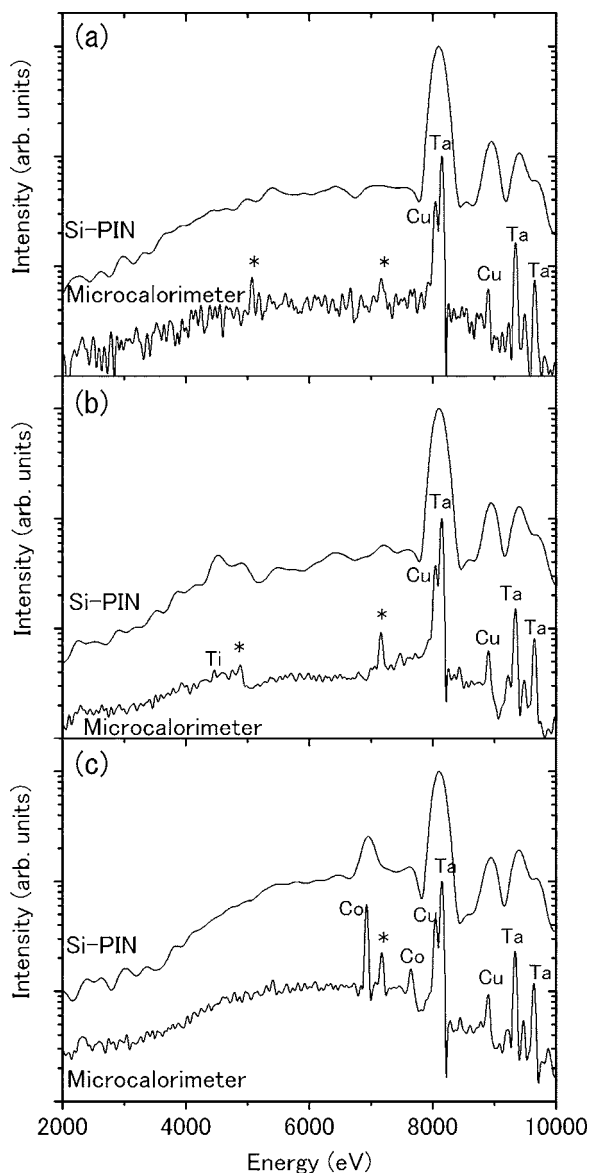 (a)
Intensity (arb. units)
Si-PIN
Microcalorimeter
*
*
Cu
Ta
Cu
Ta
Ta
(b)
Intensity (arb. units)
Si-PIN
Microcalorimeter
Ti
*
*
Cu
Ta
Cu
Ta
Ta
(c)
Intensity (arb. units)
Si-PIN
Microcalorimeter
Co
*
Co
Cu
Ta
Cu
Ta
Ta
2000 4000 6000 8000 10000
Energy (eV)